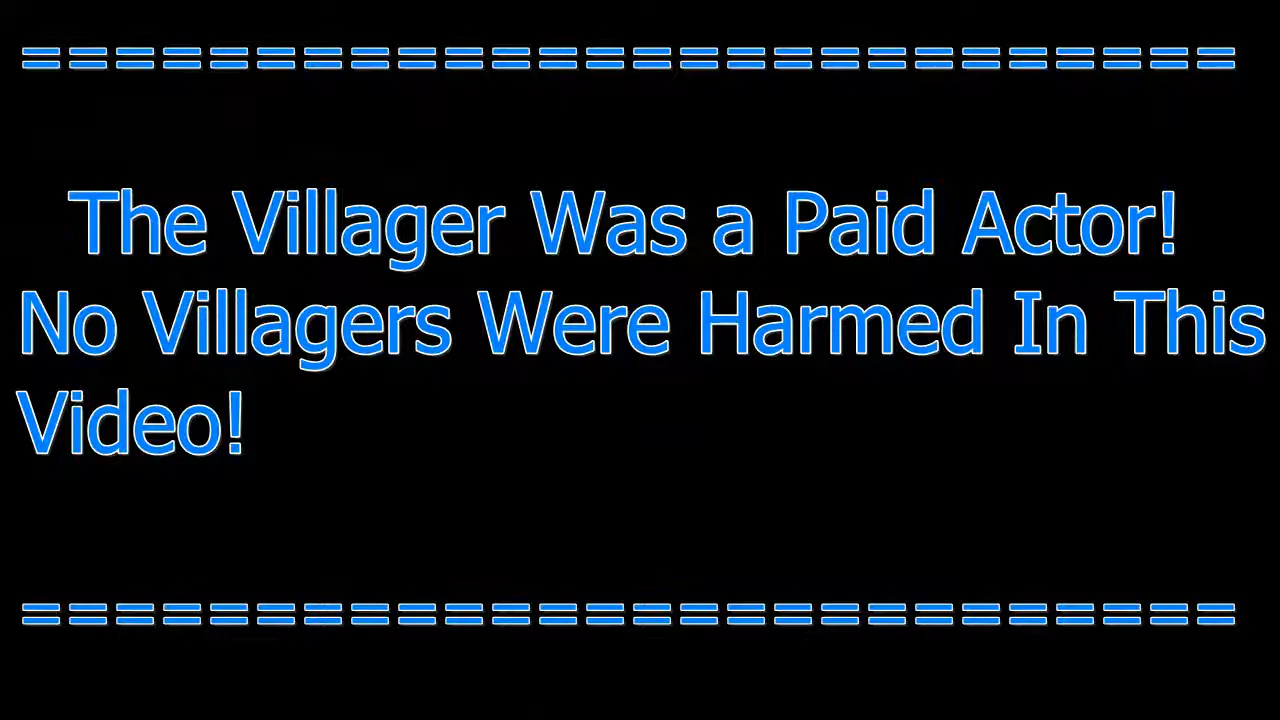 ==========================
The Villager Was a Paid Actor!
No Villagers Were Harmed In This
Video!
==========================